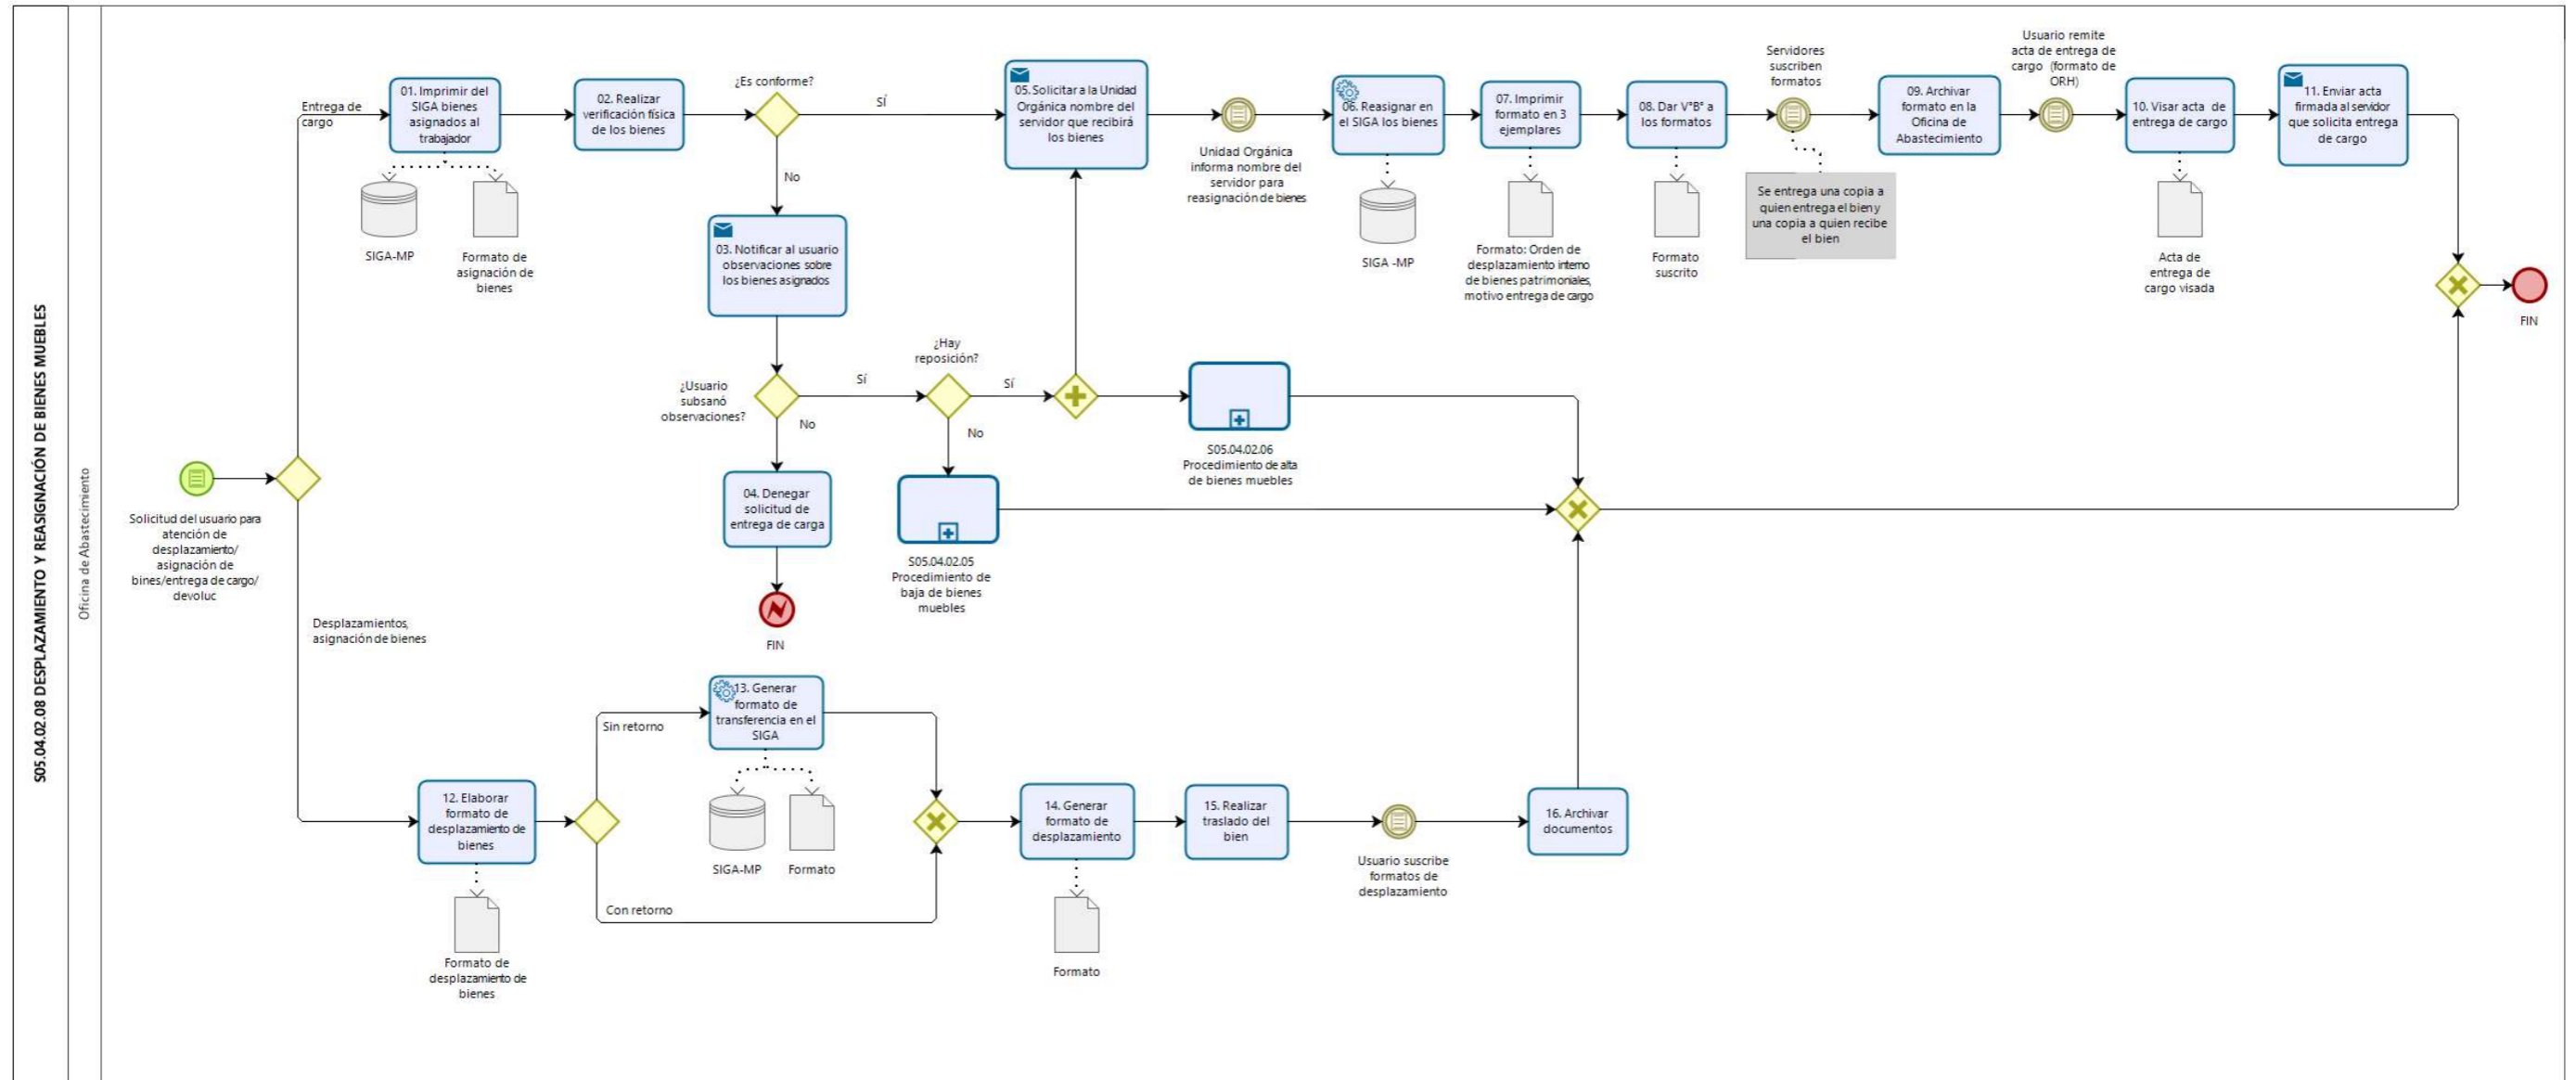 S05.04.02.08 DESPLAZAMIENTO Y REASIGNACIÓN DE BIENES MUEBLES
Oficina de Abastecimiento
Solicitud del usuario para
atención de
desplazamiento/
asignación de
bines/entrega de cargo/
devoluc
Entrega de
cargo
01. Imprimir del
SIGA bienes
asignados al
trabajador
SIGA-MP
Formato de
asignación de
bienes
02. Realizar
verificación física
de los bienes
¿Es conforme?
SÍ
No
03. Notificar al usuario
observaciones sobre
los bienes asignados
¿Usuario
subsanó
observaciones?
Sí
No
04. Denegar
solicitud de
entrega de carga
FIN
¿Hay
reposición?
Sí
No
S05.04.02.05
Procedimiento de
baja de bienes
muebles
S05.04.02.06
Procedimiento de alta
de bienes muebles
05. Solicitar a la Unidad
Orgánica nombre del
servidor que recibirá
los bienes
Unidad Orgánica
informa nombre del
servidor para
reasignación de bienes
06. Reasignar en
el SIGA los bienes
SIGA -MP
07. Imprimir
formato en 3
ejemplares
Formato: Orden de
desplazamiento interno
de bienes patrimoniales,
motivo entrega de cargo
08. Dar V°B° a
los formatos
Formato
suscrito
Servidores
suscriben
formatos
Se entrega una copia a
quien entrega el bien y
una copia a quien recibe
el bien
09. Archivar
formato en la
Oficina de
Abastecimiento
Usuario remite
acta de entrega de
cargo (formato de
ORH)
10. Visar acta de
entrega de cargo
Acta de
entrega de
cargo visada
11. Enviar acta
firmada al servidor
que solicita entrega
de cargo
FIN
Desplazamientos,
asignación de bienes
12. Elaborar
formato de
desplazamiento de
bienes
Formato de
desplazamiento de
bienes
Sin retorno
Con retorno
13. Generar
formato de
transferencia en el
SIGA
SIGA-MP
Formato
14. Generar
formato de
desplazamiento
Formato
15. Realizar
traslado del
bien
Usuario suscribe
formatos de
desplazamiento
16. Archivar
documentos